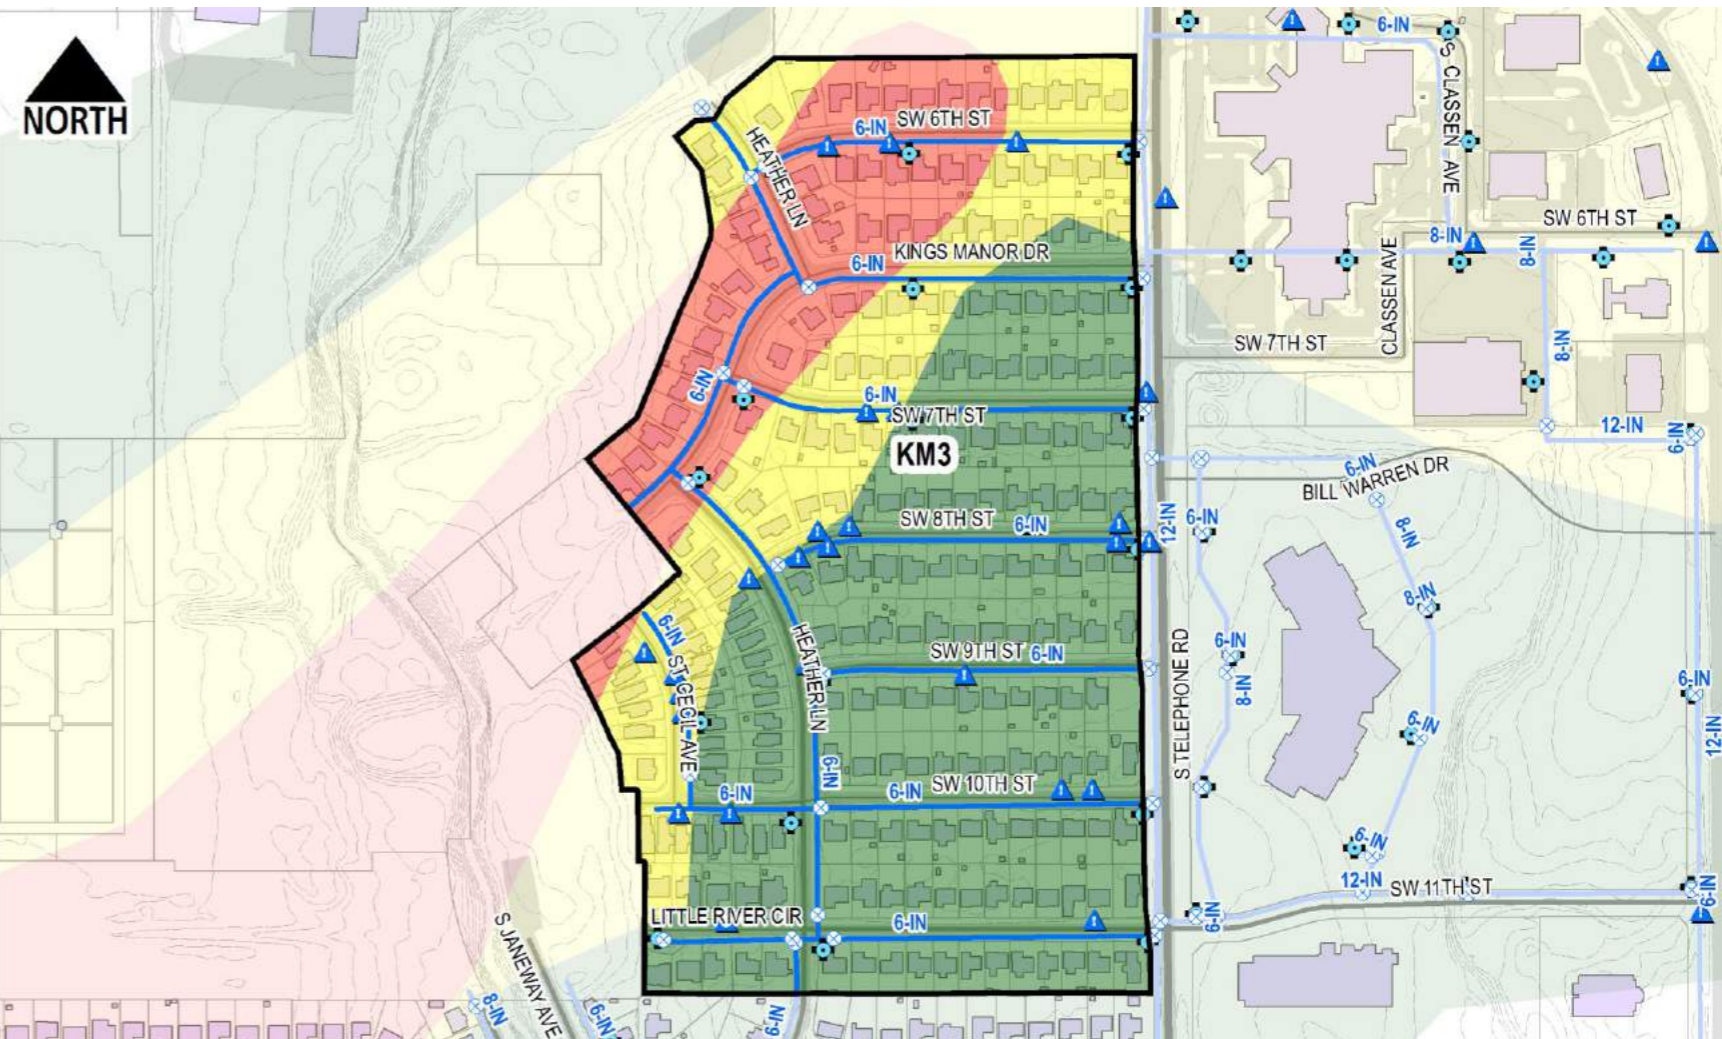 NORTH
6-IN
S CLASSEN AVE
HEATHER LN
6-IN
SW 6TH ST
SW 6TH ST
8-IN
8-IN
KINGS MANOR DR
6-IN
CLASSEN AVE
SW 7TH ST
8-IN
6-IN
6-IN
SW 7TH ST
12-IN
6-IN
KM3
6-IN
BILL WARREN DR
SW 8TH ST
6-IN
12-IN
6-IN
8-IN
8-IN
6-IN
ST CECIL AVE
HEATHER LN
SW 9TH ST
6-IN
6-IN
8-IN
6-IN
S TELEPHONE RD
6-IN
12-IN
6-IN
6-IN
6-IN
SW 10TH ST
6-IN
12-IN
SW 11TH ST
6-IN
6-IN
LITTLE RIVER CIR
6-IN
S JANEWAY AVE
8-IN
6-IN
6-IN